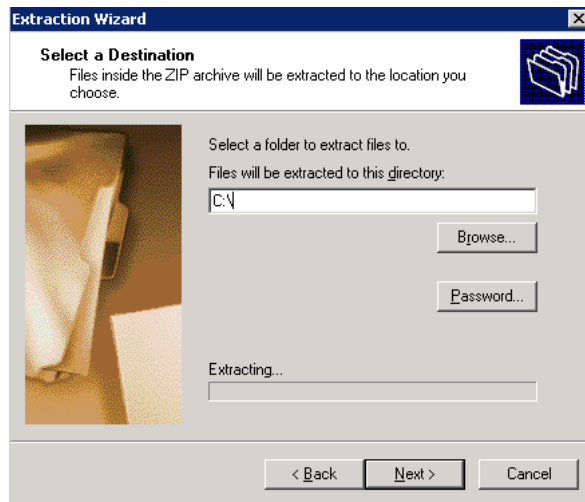 Extraction Wizard
Select a Destination
Files inside the ZIP archive will be extracted to the location you
choose.
Select a folder to extract files to.
Files will be extracted to this directory:
C:\
Browse...
Password...
Extracting...
< Back
Next >
Cancel